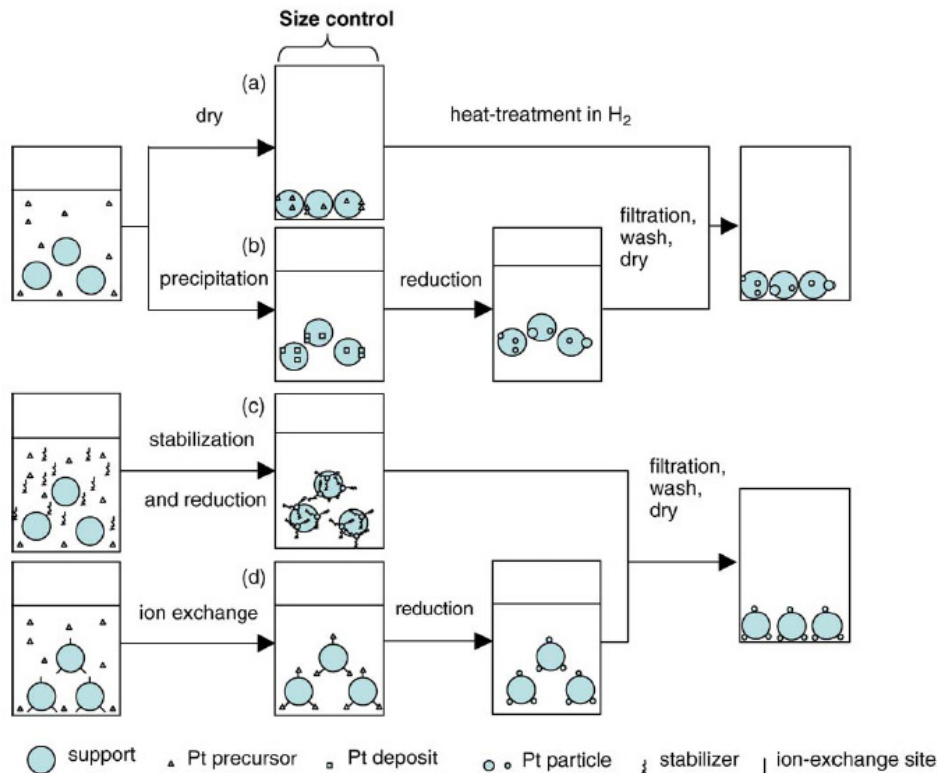 Size control
(a)
dry
heat-treatment in H₂
(b)
precipitation
reduction
filtration,
wash,
dry
(c)
stabilization
and reduction
filtration,
wash,
dry
(d)
ion exchange
reduction
support
Pt precursor
Pt deposit
Pt particle
stabilizer
ion-exchange site